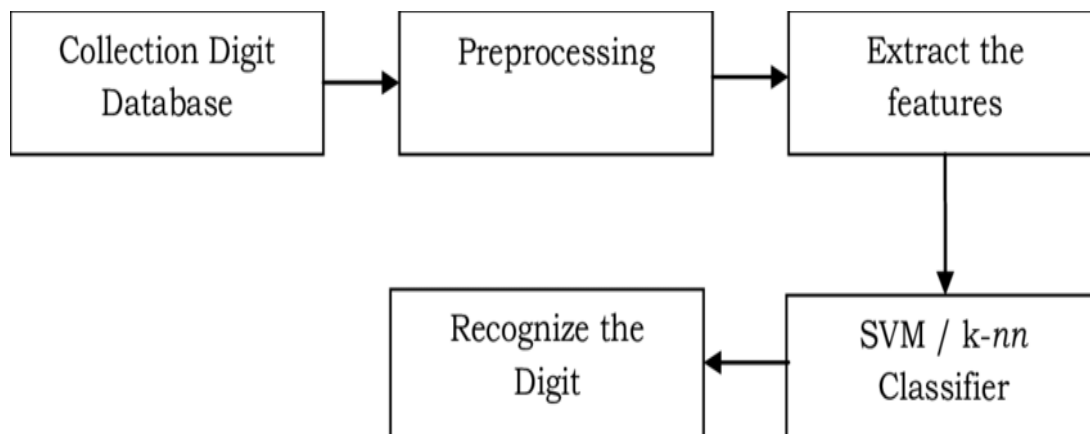 Collection Digit
Database
Preprocessing
Extract the
features
SVM / k-nn
Classifier
Recognize the
Digit